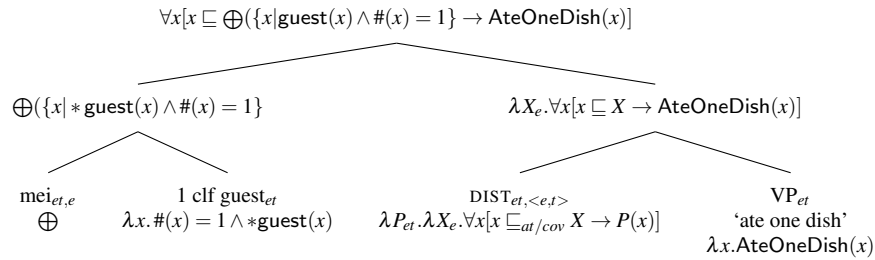 ∀x[x ⊑ ⨁({x|guest(x) ∧ #(x) = 1} → AteOneDish(x)]
⨁({x| ∗ guest(x) ∧ #(x) = 1}
λX_e.∀x[x ⊑ X → AteOneDish(x)]
mei_{et,e}
⨁
1 clf guest_{et}
λx.#(x) = 1 ∧ ∗guest(x)
DIST_{et,<e,t>}
λP_{et}.λX_e.∀x[x ⊑_{at/cov} X → P(x)]
VP_{et}
‘ate one dish’
λx.AteOneDish(x)